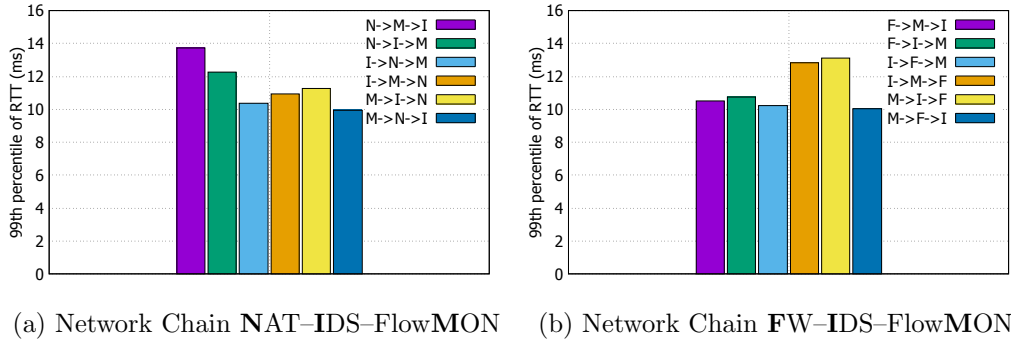 99th percentile of RTT (ms)
16
14
12
10
8
6
4
2
0
N->M->I
N->I->M
I->N->M
I->M->N
M->I->N
M->N->I
(a) Network Chain NAT–IDS–FlowMON
99th percentile of RTT (ms)
16
14
12
10
8
6
4
2
0
F->M->I
F->I->M
I->F->M
I->M->F
M->I->F
M->F->I
(b) Network Chain FW–IDS–FlowMON